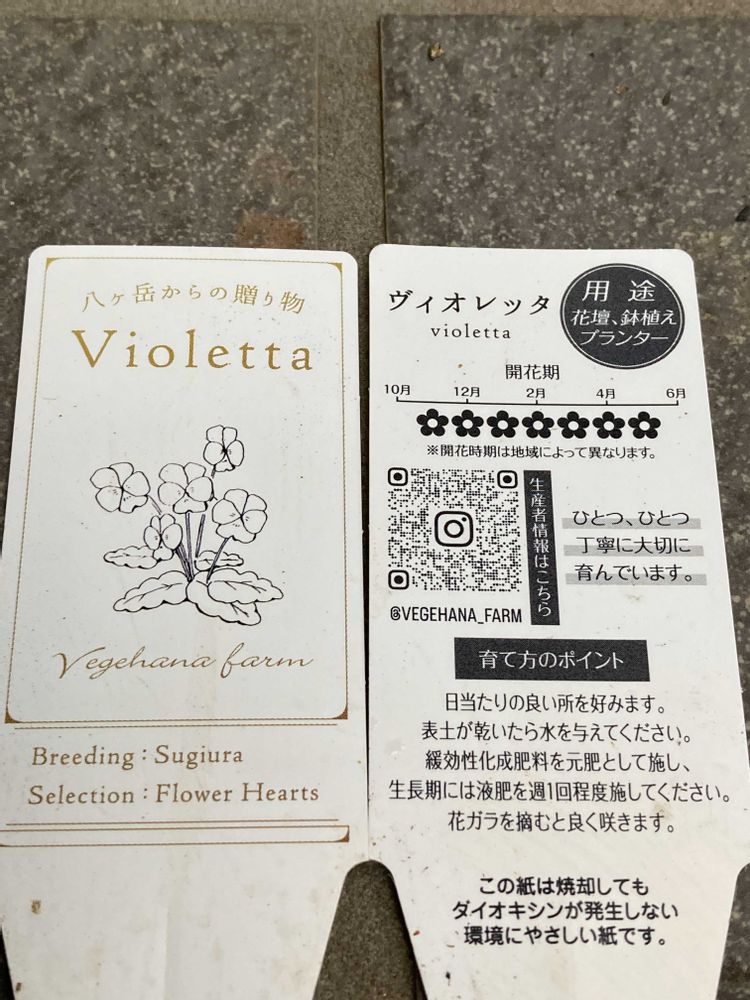 八ヶ岳からの贈り物
Violetta
Vegehana farm
Breeding：Sugiura
Selection：Flower Hearts
ヴィオレッタ
violetta
用途
花壇、鉢植え
プランター
開花期
10月 12月 2月 4月 6月
※開花時期は地域によって異なります。
生産者情報はこちら
ひとつ、ひとつ
丁寧に大切に
育んでいます。
@VEGEHANA_FARM
育て方のポイント
日当たりの良い所を好みます。
表土が乾いたら水を与えてください。
緩効性化成肥料を元肥として施し、
生長期には液肥を週1回程度施してください。
花ガラを摘むと良く咲きます。
この紙は焼却しても
ダイオキシンが発生しない
環境にやさしい紙です。